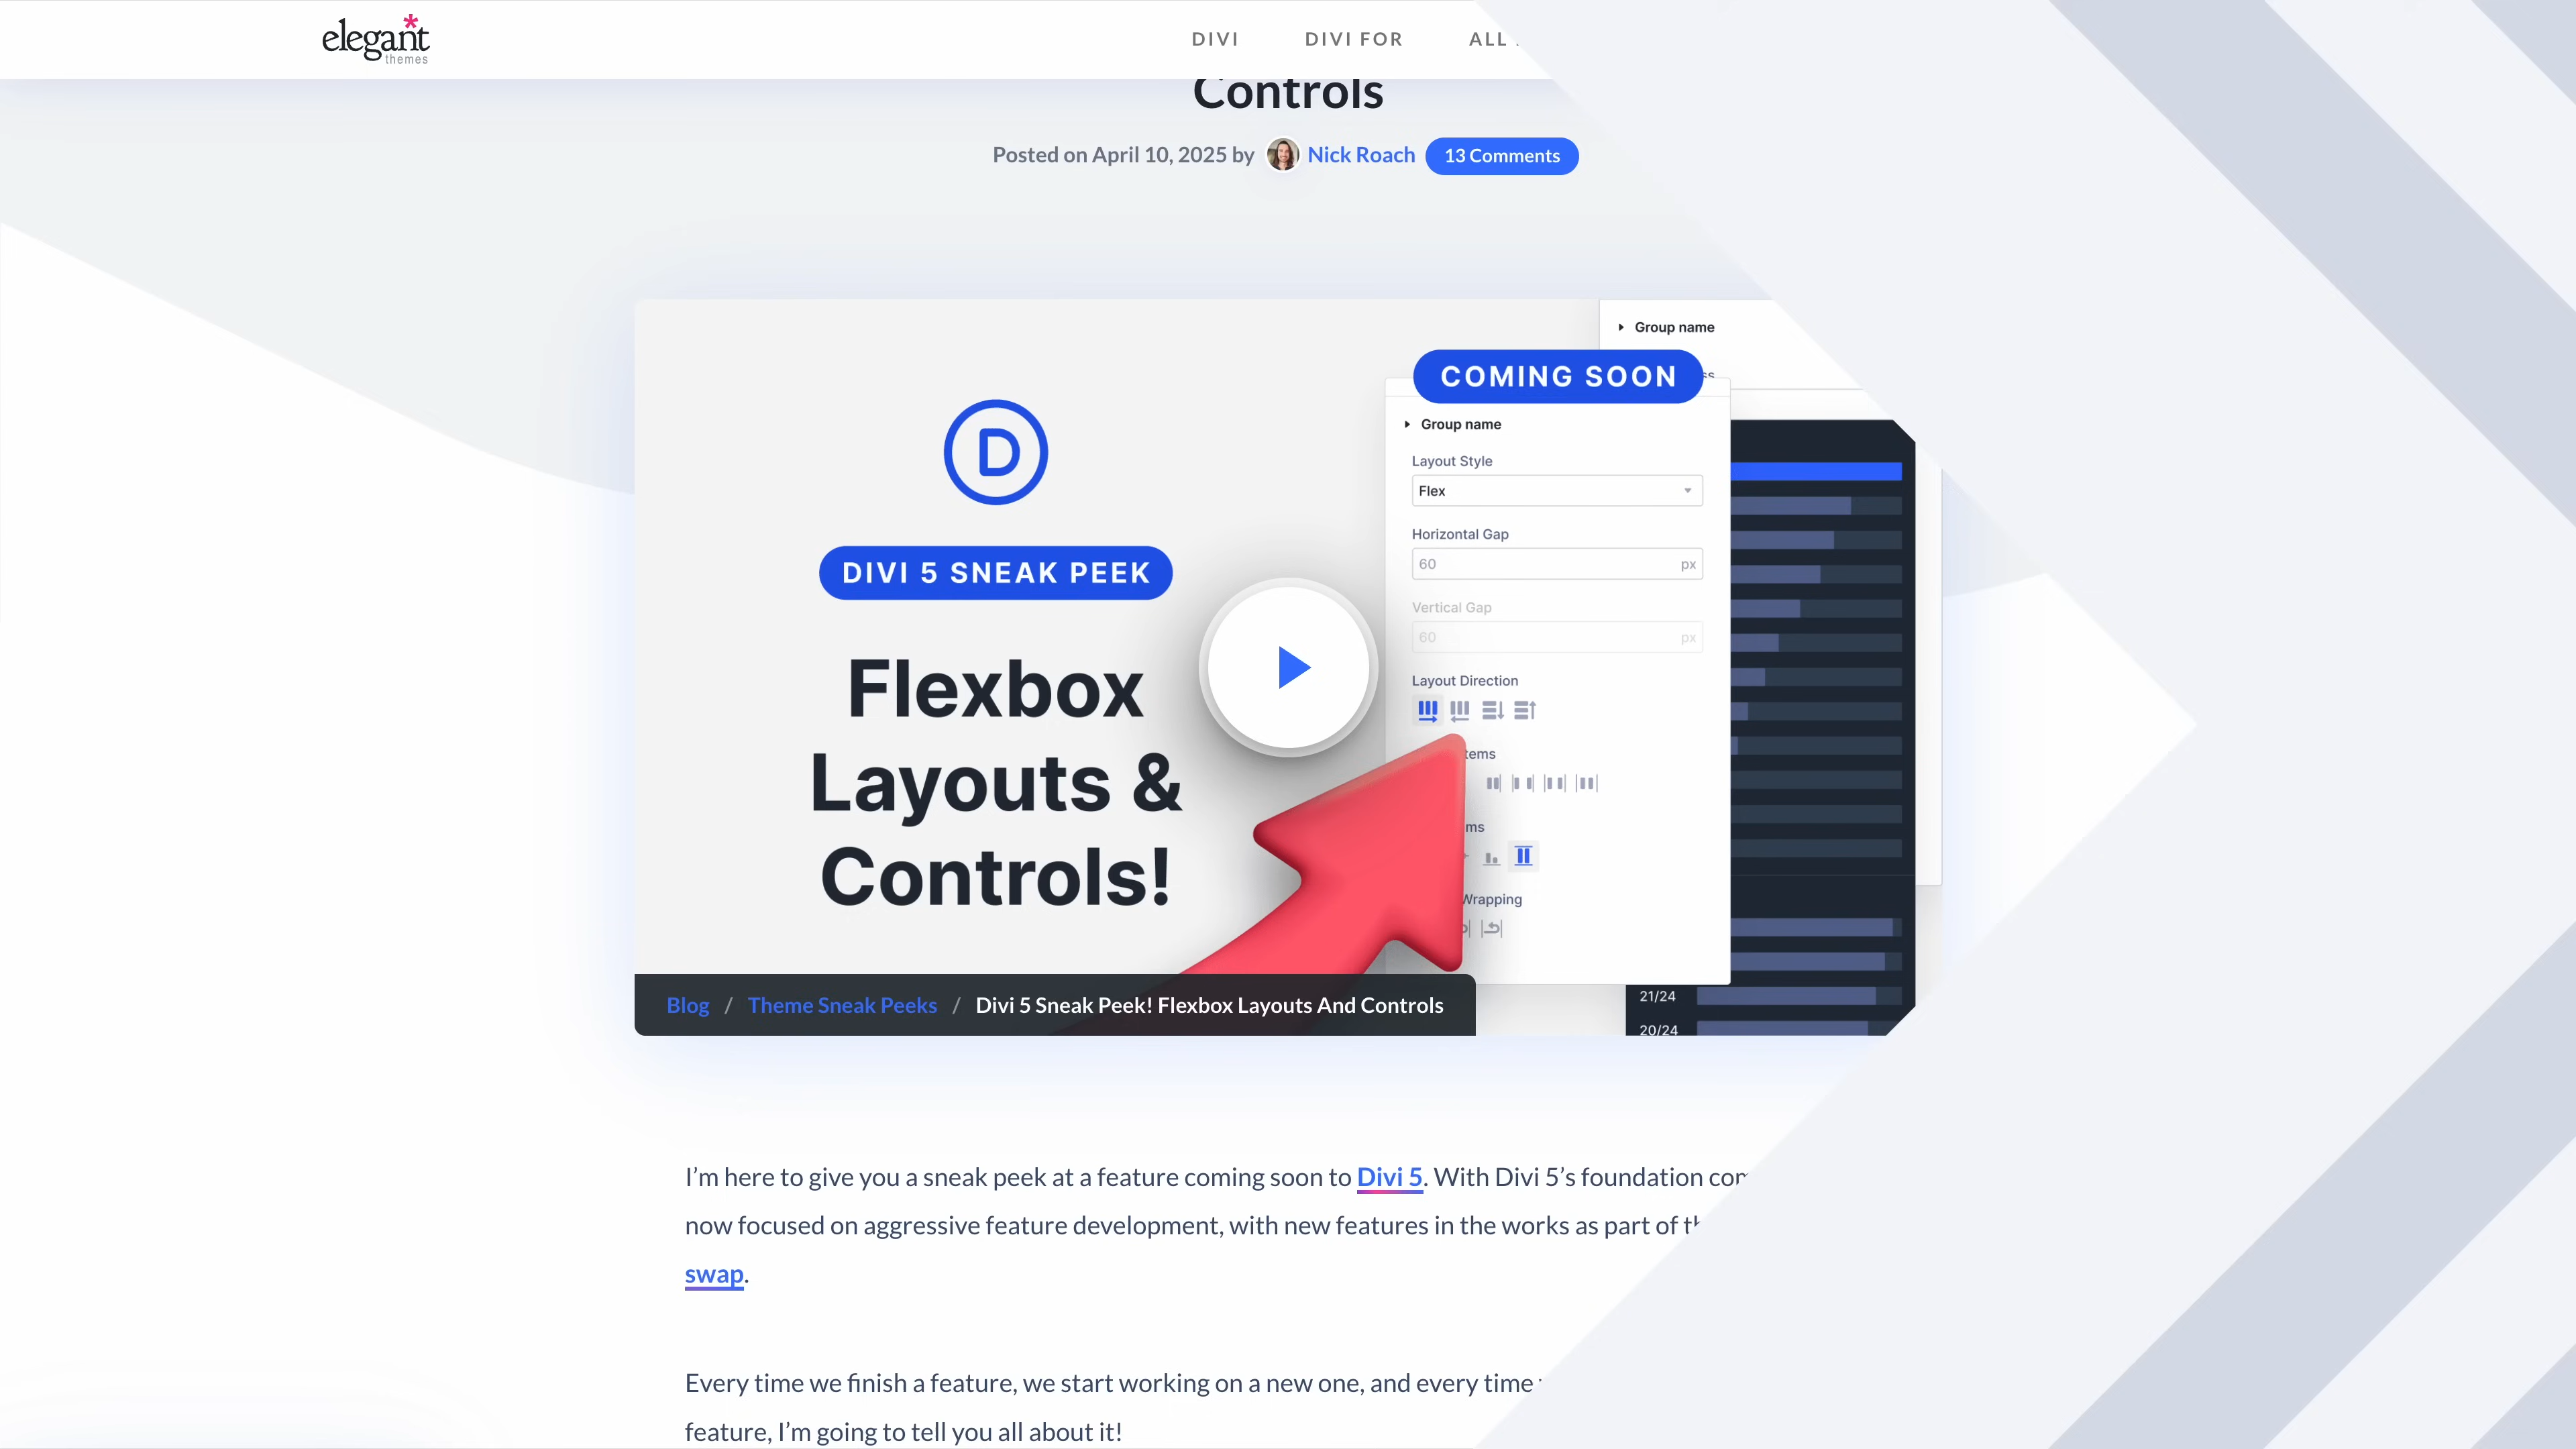 elegant
themes
DIVI
DIVI FOR
ALL
Controls
Posted on April 10, 2025 by Nick Roach 13 Comments
COMING SOON
DIVI 5 SNEAK PEEK
Flexbox
Layouts &
Controls!
Group name
Group name
Layout Style
Flex
Horizontal Gap
60 px
Vertical Gap
60 px
Layout Direction
Wrapping
21/24
20/24
Blog / Theme Sneak Peeks / Divi 5 Sneak Peek! Flexbox Layouts And Controls
I’m here to give you a sneak peek at a feature coming soon to Divi 5. With Divi 5’s foundation
now focused on aggressive feature development, with new features in the works as part of
swap.
Every time we finish a feature, we start working on a new one, and every time
feature, I’m going to tell you all about it!